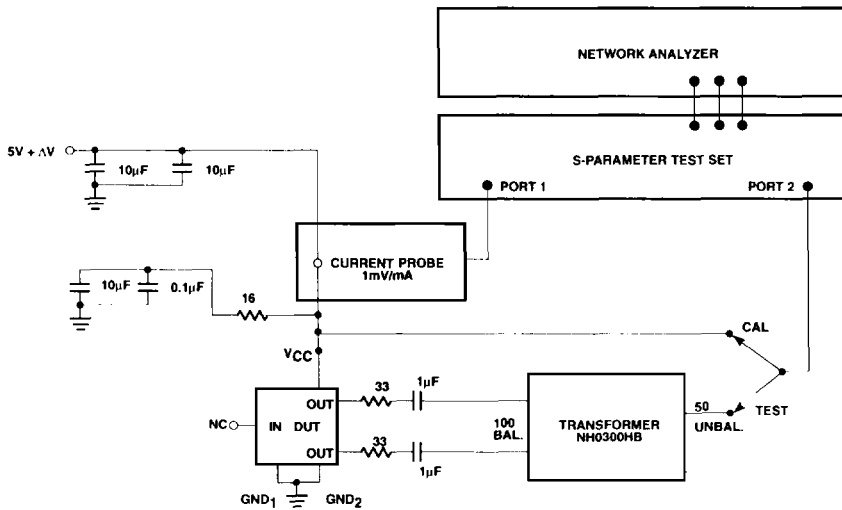 NETWORK ANALYZER
S-PARAMETER TEST SET
PORT 1
PORT 2
5V + ΔV
10μF
10μF
CURRENT PROBE
1mV/mA
10μF
0.1μF
16
CAL
VCC
33
1μF
OUT
NC
IN DUT
100
BAL.
TRANSFORMER
NH0300HB
50
UNBAL.
TEST
OUT
33
1μF
GND1
GND2